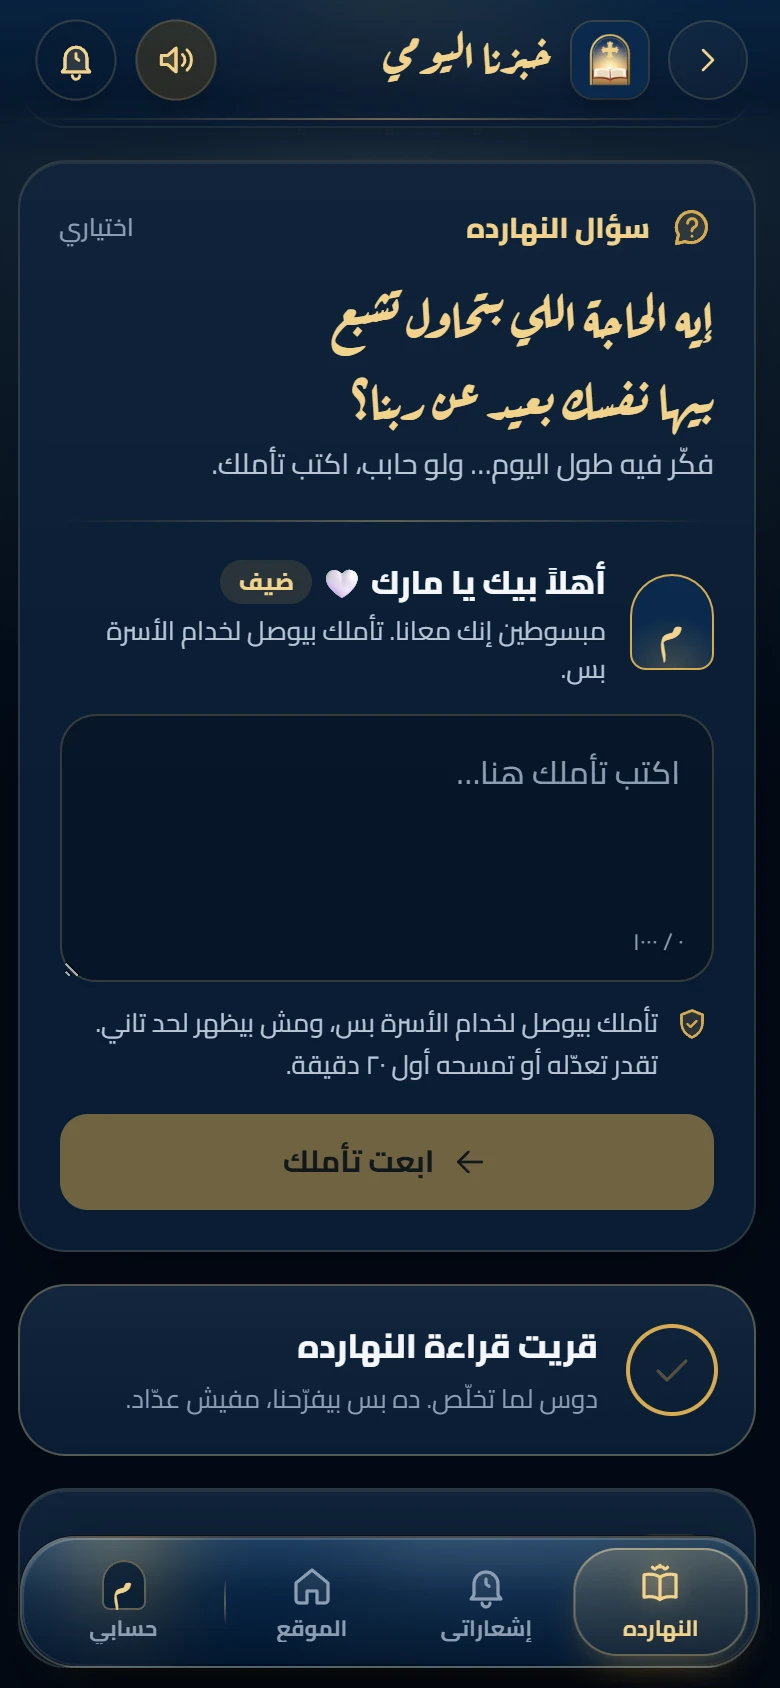 خبزنا اليومي
سؤال النهارده
اختياري
إيه الحاجة اللي بتحاول تشبع
بيها نفسك بعيد عن ربنا؟
فكّر فيه طول اليوم... ولو حابب، اكتب تأملك.
م
أهلاً بيك يا مارك 🤍 ضيف
مبسوطين إنك معانا. تأملك بيوصل لخدام الأسرة
بس.
اكتب تأملك هنا...
٠ / ١٠٠٠
تأملك بيوصل لخدام الأسرة بس، ومش بيظهر لحد تاني.
تقدر تعدّله أو تمسحه أول ٢٠ دقيقة.
ابعت تأملك
قريت قراءة النهارده
دوس لما تخلّص. ده بس بيفرّحنا، مفيش عدّاد.
النهارده
إشعاراتي
الموقع
م
حسابي